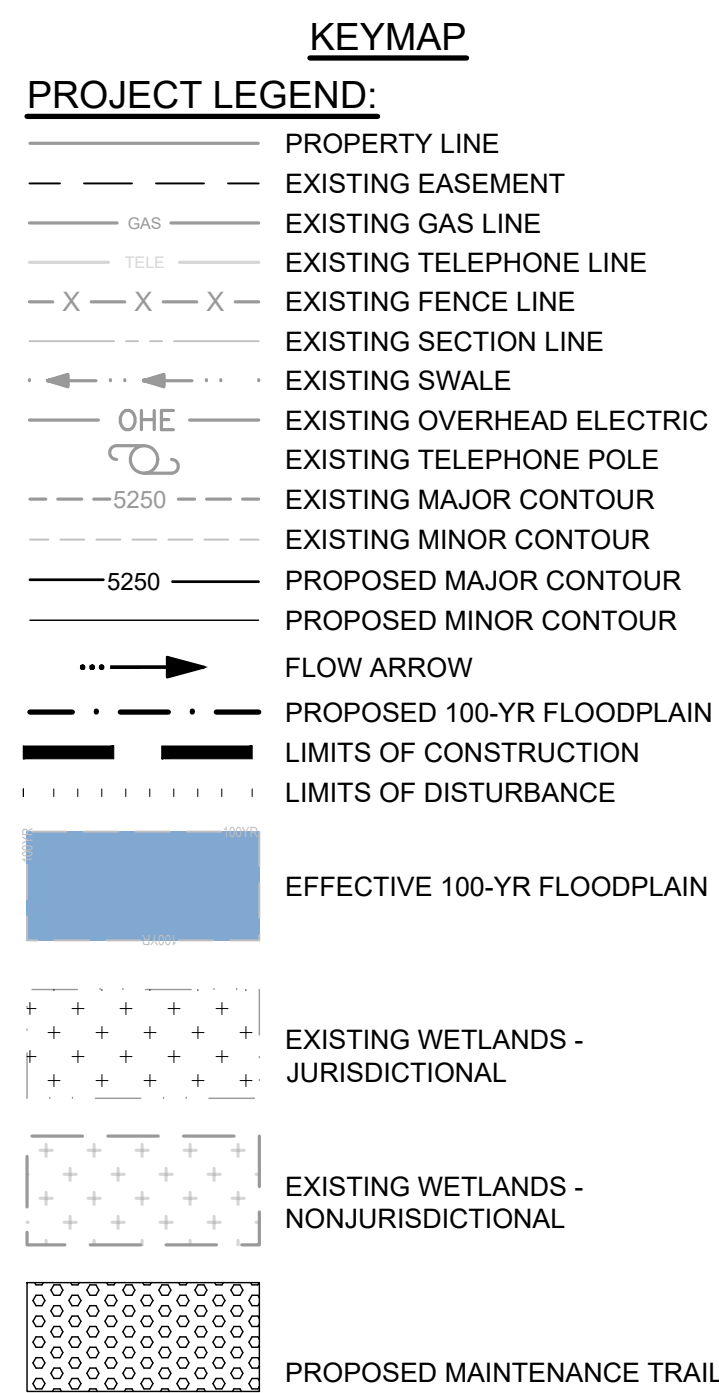 KEYMAP
PROJECT LEGEND:
PROPERTY LINE
EXISTING EASEMENT
GAS EXISTING GAS LINE
TELE EXISTING TELEPHONE LINE
X X X EXISTING FENCE LINE
EXISTING SECTION LINE
EXISTING SWALE
OHE EXISTING OVERHEAD ELECTRIC
EXISTING TELEPHONE POLE
5250 EXISTING MAJOR CONTOUR
EXISTING MINOR CONTOUR
5250 PROPOSED MAJOR CONTOUR
PROPOSED MINOR CONTOUR
FLOW ARROW
PROPOSED 100-YR FLOODPLAIN
LIMITS OF CONSTRUCTION
LIMITS OF DISTURBANCE
100YR 100YR
EFFECTIVE 100-YR FLOODPLAIN
100YR
EXISTING WETLANDS -
JURISDICTIONAL
EXISTING WETLANDS -
NONJURISDICTIONAL
PROPOSED MAINTENANCE TRAIL